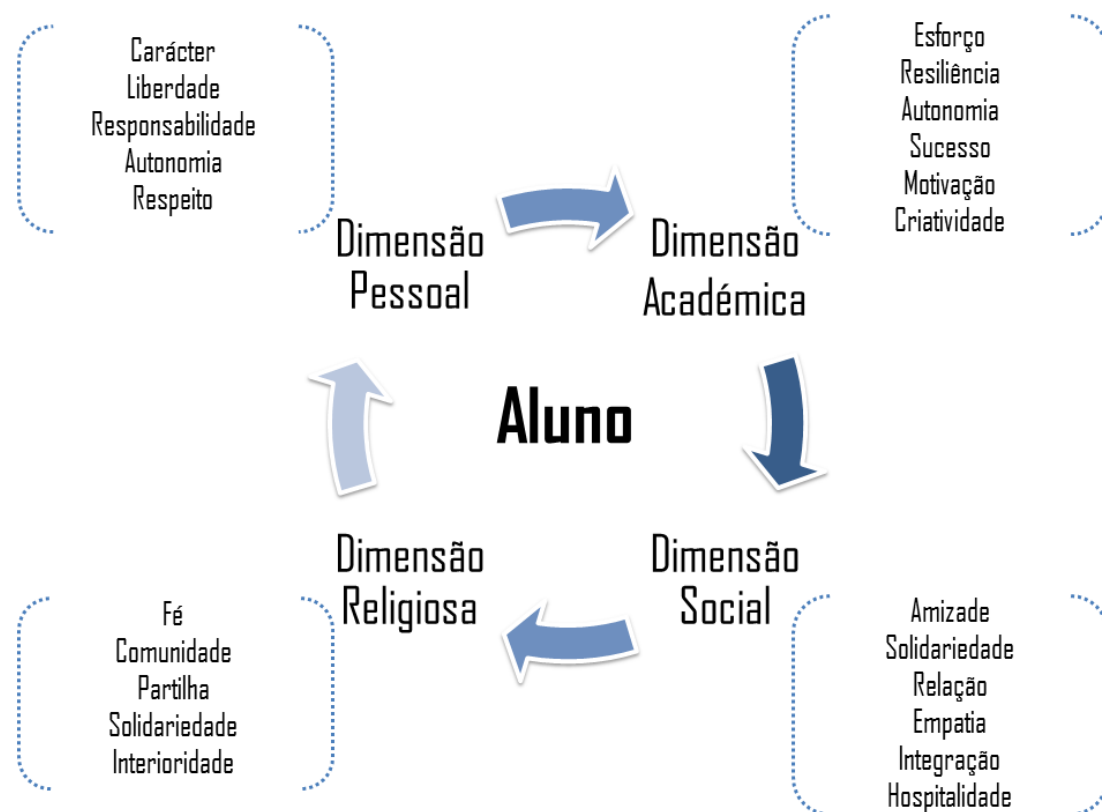 Carácter
Liberdade
Responsabilidade
Autonomia
Respeito
Esforço
Resiliência
Autonomia
Sucesso
Motivação
Criatividade
Dimensão
Pessoal
Dimensão
Académica
Aluno
Dimensão
Religiosa
Dimensão
Social
Fé
Comunidade
Partilha
Solidariedade
Interioridade
Amizade
Solidariedade
Relação
Empatia
Integração
Hospitalidade